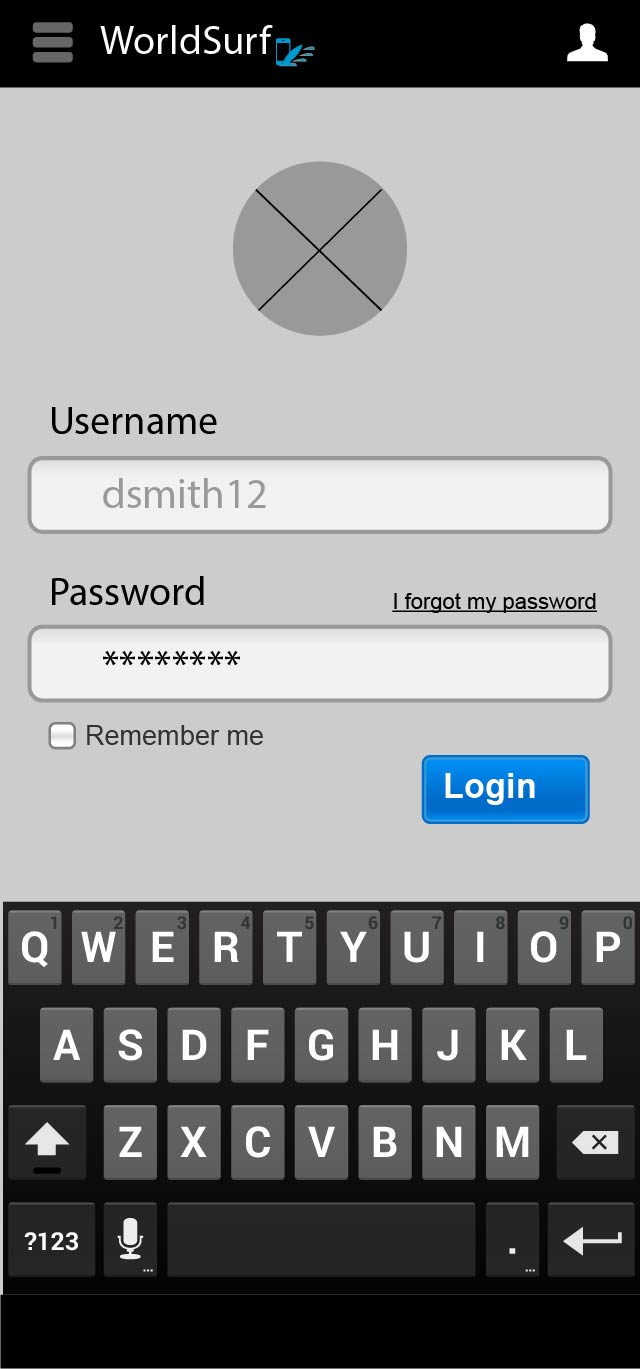 WorldSurf
Username
dsmith12
Password I forgot my password
********
Remember me
Login
1 2 3 4 5 6 7 8 9 0
Q W E R T Y U I O P
A S D F G H J K L
Z X C V B N M
?123 ... . ...